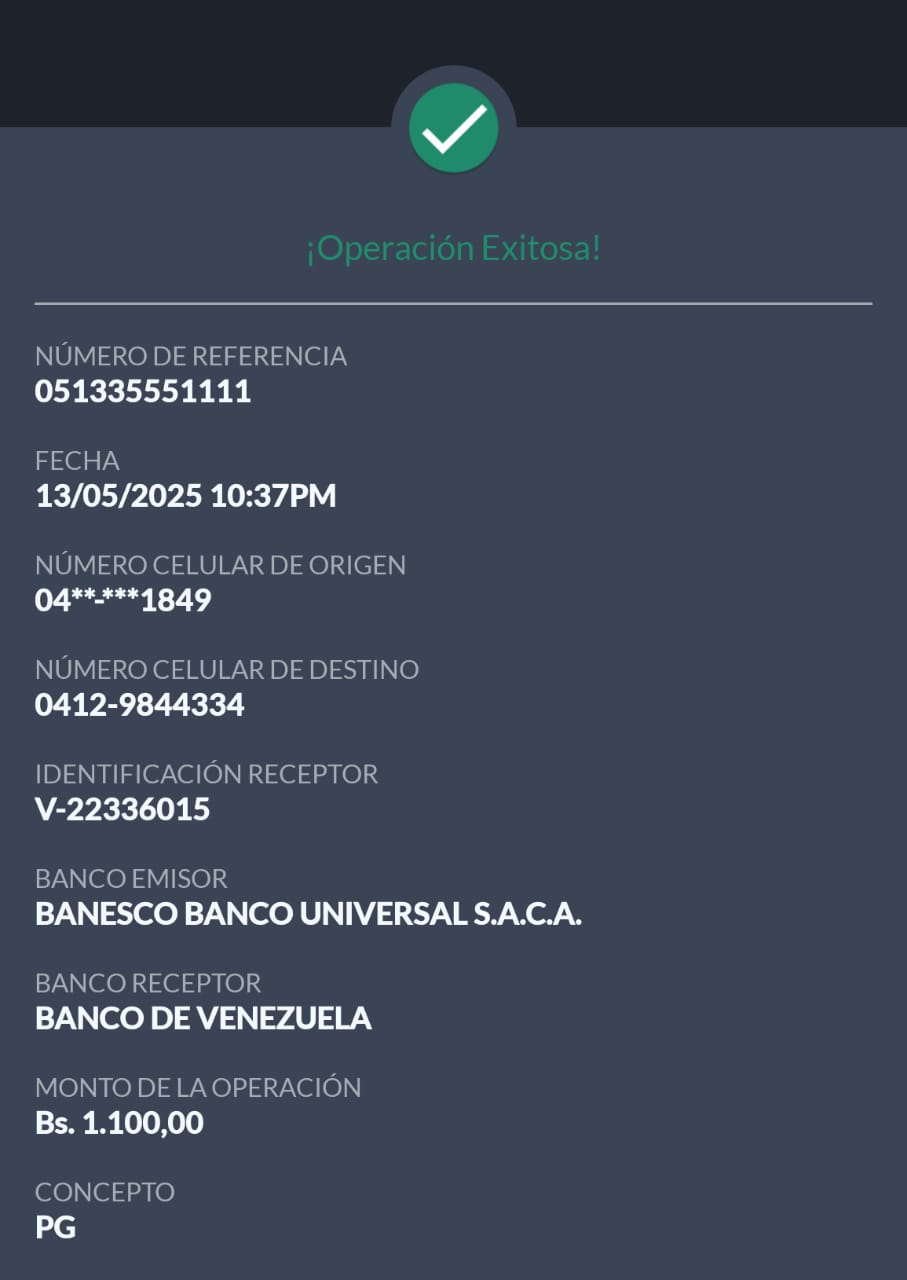 ¡Operación Exitosa!
NÚMERO DE REFERENCIA
051335551111
FECHA
13/05/2025 10:37PM
NÚMERO CELULAR DE ORIGEN
04**-***1849
NÚMERO CELULAR DE DESTINO
0412-9844334
IDENTIFICACIÓN RECEPTOR
V-22336015
BANCO EMISOR
BANESCO BANCO UNIVERSAL S.A.C.A.
BANCO RECEPTOR
BANCO DE VENEZUELA
MONTO DE LA OPERACIÓN
Bs. 1.100,00
CONCEPTO
PG